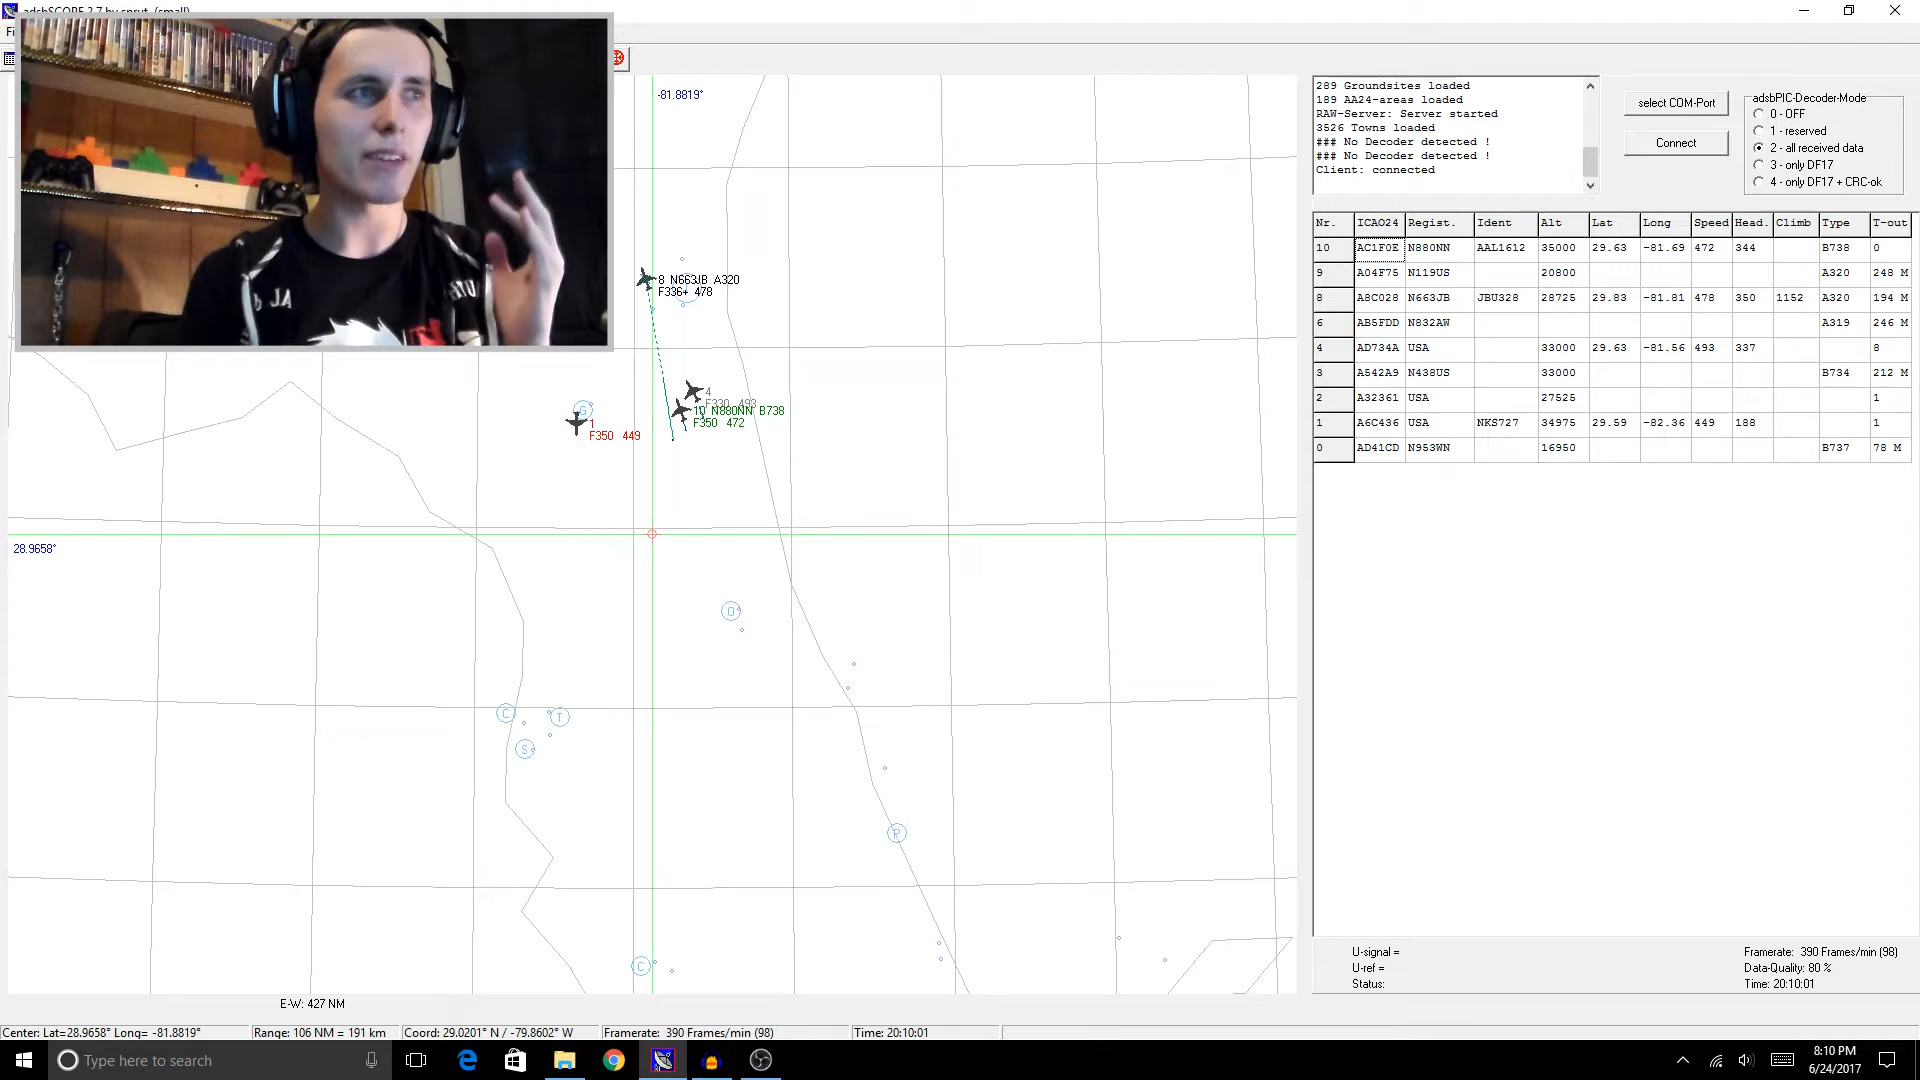 adsbSCOPE 2.7 by sprut (small)
Fi
-81.8819°
28.9658°
8 N663JB A320
F336+ 478
4
F330 493
10 N880NN B738
F350 472
1
F350 449
G
O
C
T
S
P
C
E-W: 427 NM
289 Groundsites loaded
189 AA24-areas loaded
RAW-Server: Server started
3526 Towns loaded
### No Decoder detected !
### No Decoder detected !
Client: connected
select COM-Port
Connect
adsbPIC-Decoder-Mode
0 - OFF
1 - reserved
2 - all received data
3 - only DF17
4 - only DF17 + CRC-ok
Nr. ICAO24 Regist. Ident Alt Lat Long Speed Head. Climb Type T-out
10 AC1F0E N880NN AAL1612 35000 29.63 -81.69 472 344 B738 0
9 A04F75 N119US 20800 A320 248 M
8 A8C028 N663JB JBU328 28725 29.83 -81.81 478 350 1152 A320 194 M
6 AB5FDD N832AW A319 246 M
4 AD734A USA 33000 29.63 -81.56 493 337 8
3 A542A9 N438US 33000 B734 212 M
2 A32361 USA 27525 1
1 A6C436 USA NKS727 34975 29.59 -82.36 449 188 1
0 AD41CD N953WN 16950 B737 78 M
U-signal =
U-ref =
Status:
Framerate: 390 Frames/min (98)
Data-Quality: 80 %
Time: 20:10:01
Center: Lat=28.9658° Long= -81.8819°
Range: 106 NM = 191 km
Coord: 29.0201° N / -79.8602° W
Framerate: 390 Frames/min (98)
Time: 20:10:01
Type here to search
8:10 PM
6/24/2017